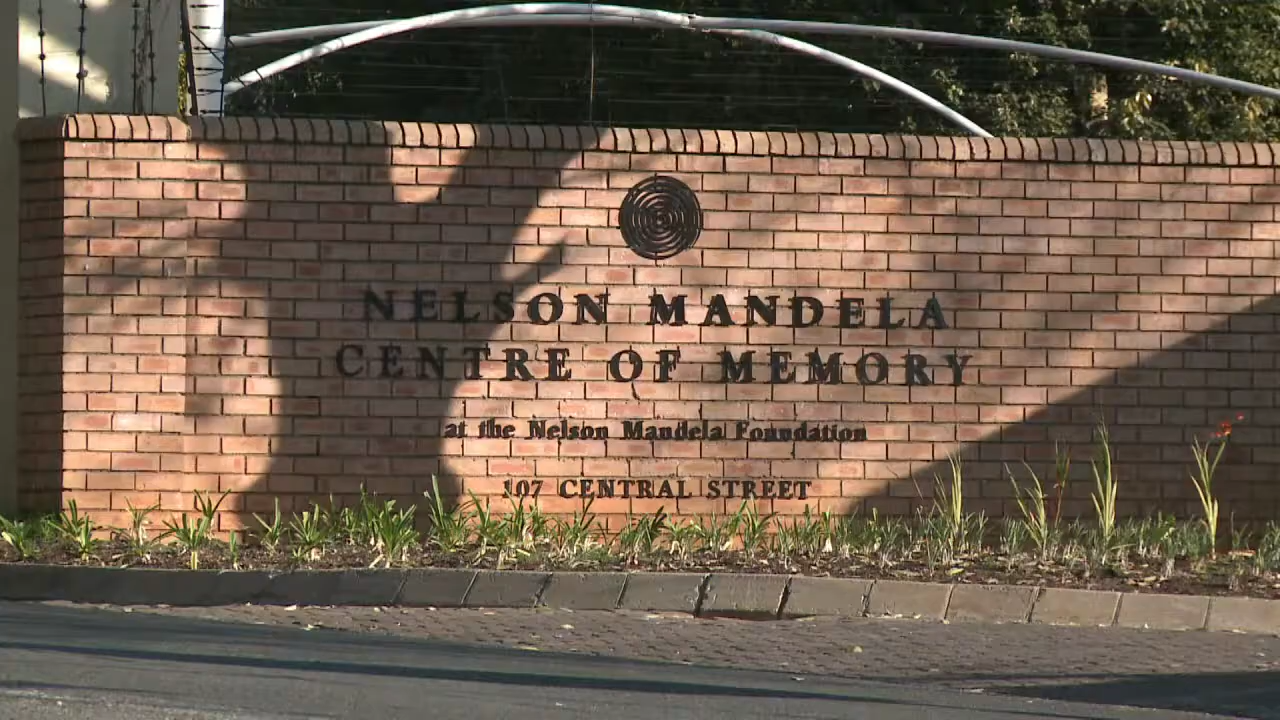 NELSON MANDELA
CENTRE OF MEMORY
at the Nelson Mandela Foundation
107 CENTRAL STREET